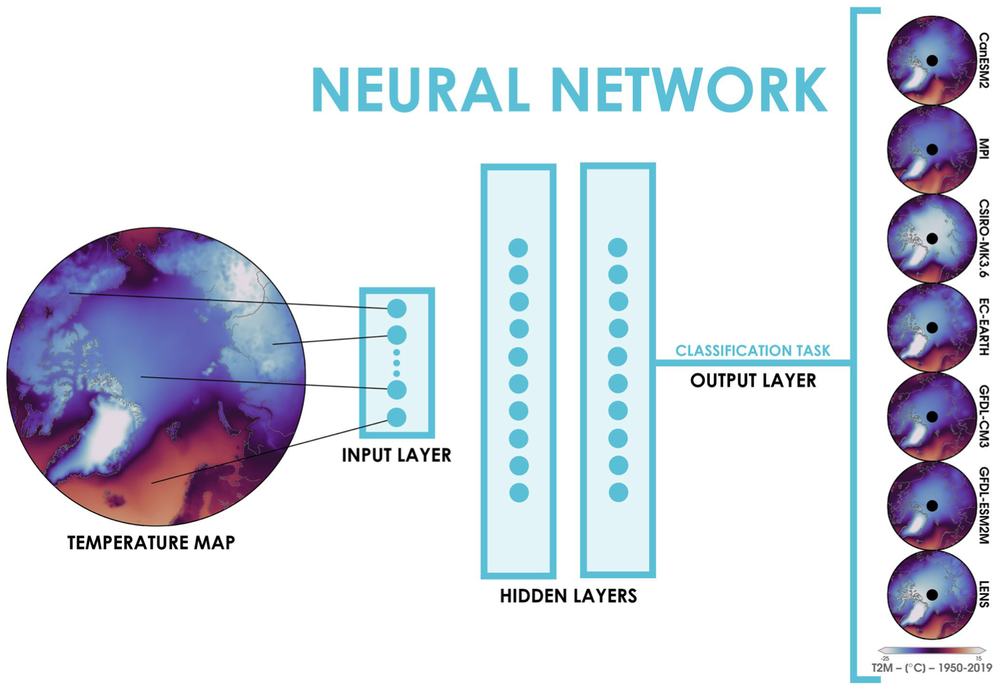 NEURAL NETWORK
TEMPERATURE MAP
INPUT LAYER
HIDDEN LAYERS
CLASSIFICATION TASK
OUTPUT LAYER
CanESM2
MPI
CSIRO-MK3.6
EC-EARTH
GFDL-CM3
GFDL-ESM2M
LENS
-25 15
T2M – (°C) – 1950-2019